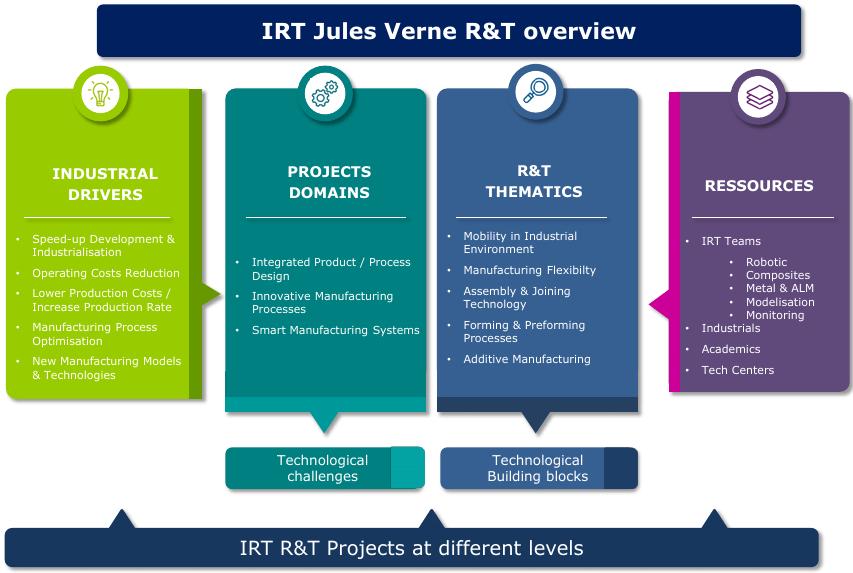 IRT Jules Verne R&T overview
INDUSTRIAL
DRIVERS
• Speed-up Development &
Industrialisation
• Operating Costs Reduction
• Lower Production Costs /
Increase Production Rate
• Manufacturing Process
Optimisation
• New Manufacturing Models
& Technologies
PROJECTS
DOMAINS
• Integrated Product / Process
Design
• Innovative Manufacturing
Processes
• Smart Manufacturing Systems
R&T
THEMATICS
• Mobility in Industrial
Environment
• Manufacturing Flexibilty
• Assembly & Joining
Technology
• Forming & Preforming
Processes
• Additive Manufacturing
RESSOURCES
• IRT Teams
• Robotic
• Composites
• Metal & ALM
• Modelisation
• Monitoring
• Industrials
• Academics
• Tech Centers
Technological
challenges
Technological
Building blocks
IRT R&T Projects at different levels